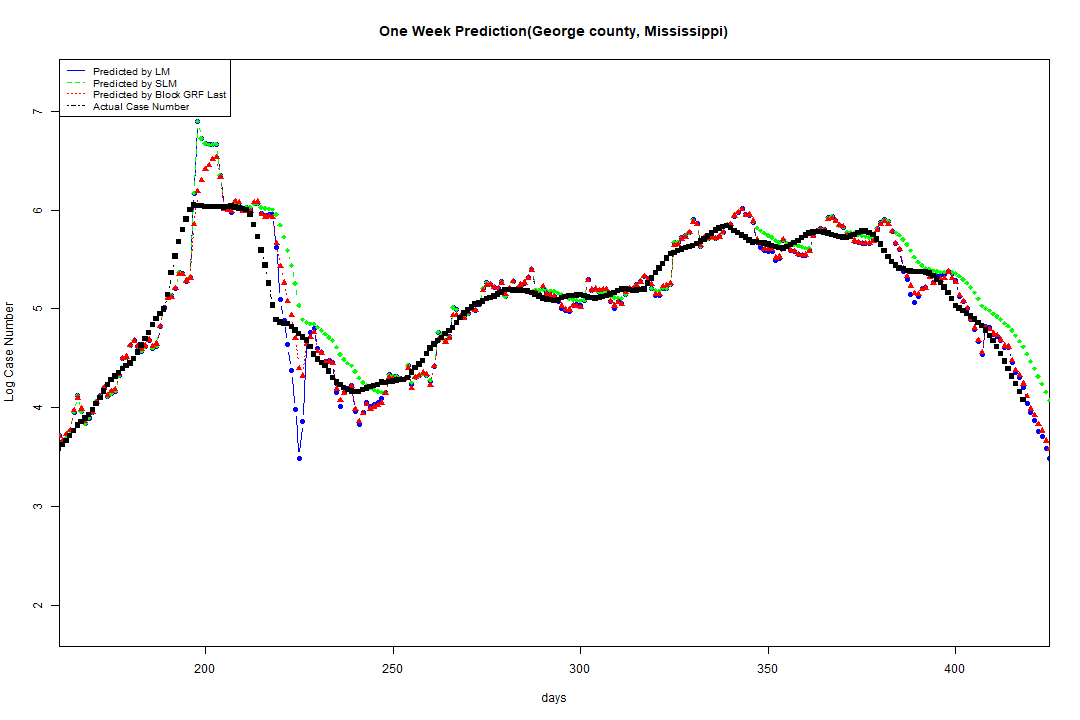 One Week Prediction(George county, Mississippi)
Predicted by LM
Predicted by SLM
Predicted by Block GRF Last
Actual Case Number
7
6
5
4
3
2
Log Case Number
200
250
300
350
400
days